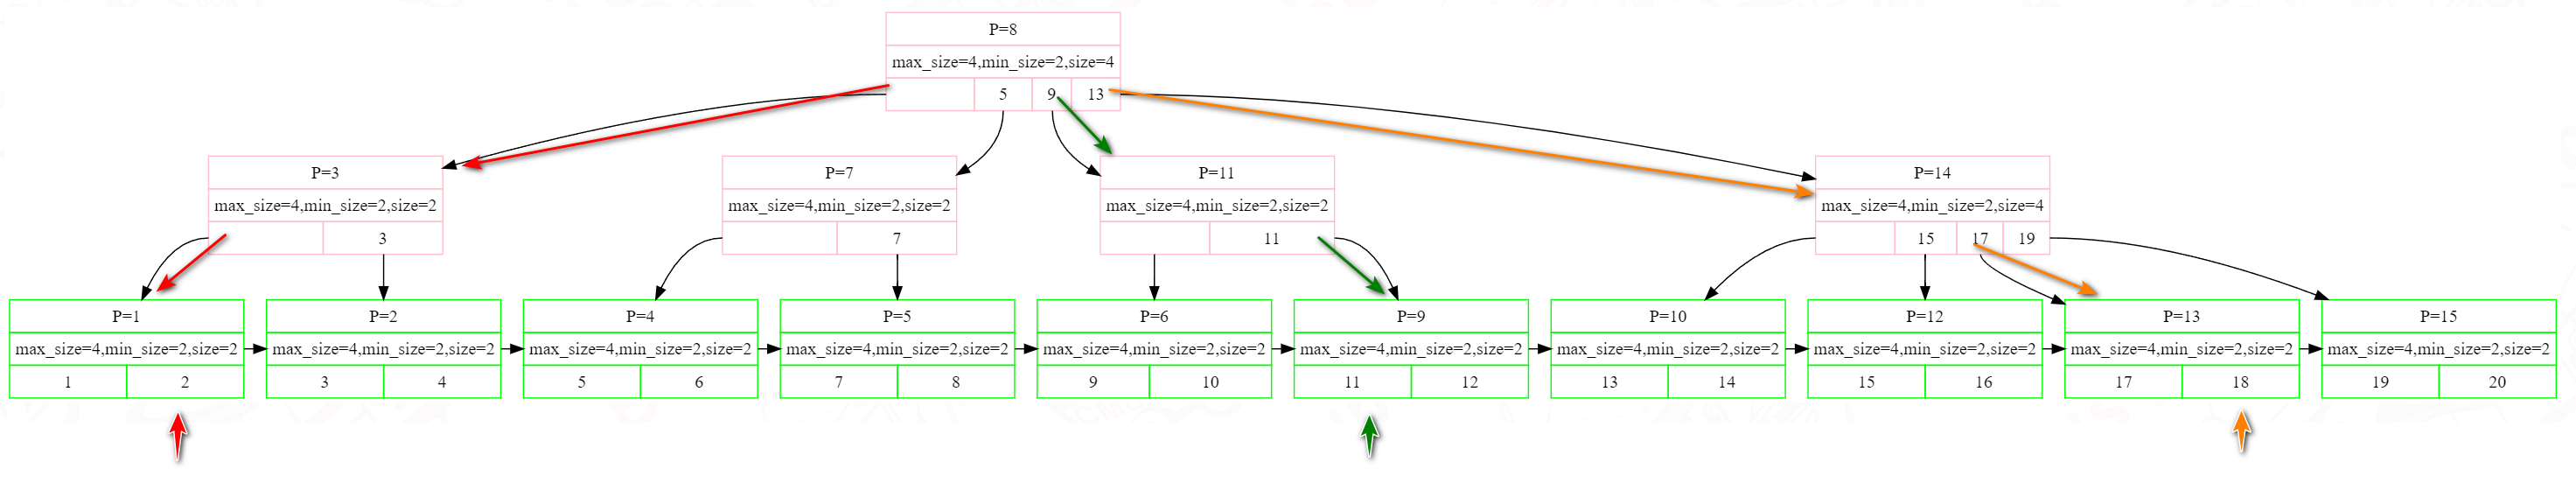 P=8
max_size=4,min_size=2,size=4
5 9 13
P=3 P=7 P=11 P=14
max_size=4,min_size=2,size=2 max_size=4,min_size=2,size=2 max_size=4,min_size=2,size=2 max_size=4,min_size=2,size=4
3 7 11 15 17 19
P=1 P=2 P=4 P=5 P=6 P=9 P=10 P=12 P=13 P=15
max_size=4,min_size=2,size=2 max_size=4,min_size=2,size=2 max_size=4,min_size=2,size=2 max_size=4,min_size=2,size=2 max_size=4,min_size=2,size=2 max_size=4,min_size=2,size=2 max_size=4,min_size=2,size=2 max_size=4,min_size=2,size=2 max_size=4,min_size=2,size=2 max_size=4,min_size=2,size=2
1 2 3 4 5 6 7 8 9 10 11 12 13 14 15 16 17 18 19 20